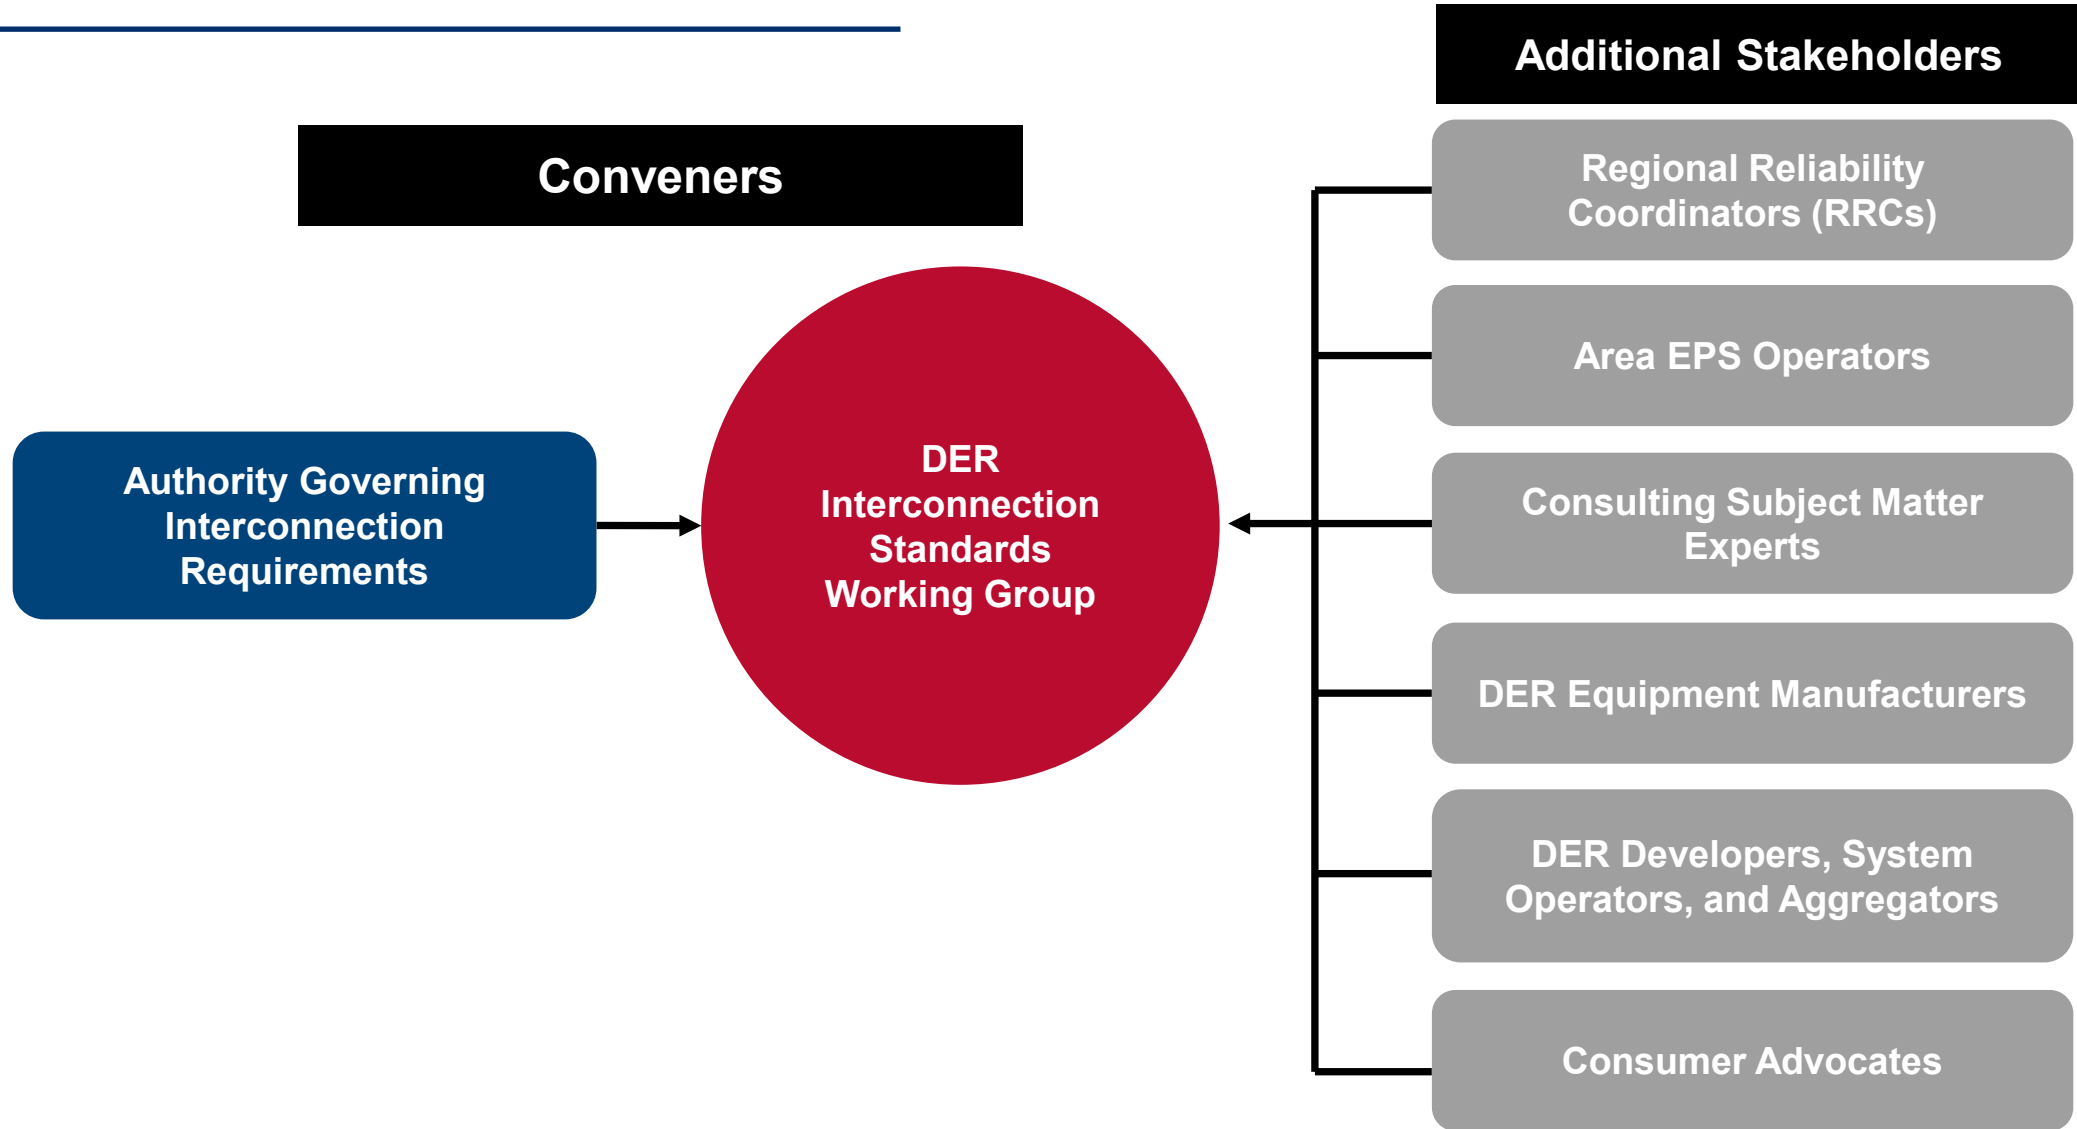 Conveners
Authority Governing
Interconnection
Requirements
DER
Interconnection
Standards
Working Group
Additional Stakeholders
Regional Reliability
Coordinators (RRCs)
Area EPS Operators
Consulting Subject Matter
Experts
DER Equipment Manufacturers
DER Developers, System
Operators, and Aggregators
Consumer Advocates